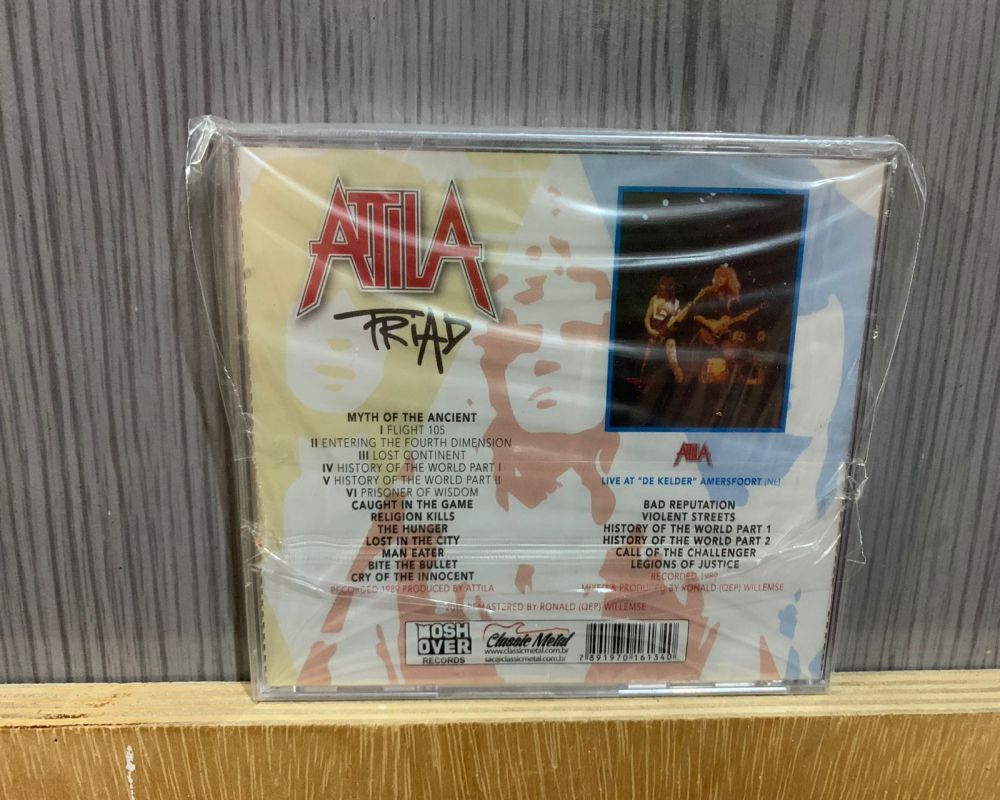 ATTILA
TRIAD
MYTH OF THE ANCIENT
I FLIGHT 105
II ENTERING THE FOURTH DIMENSION
III LOST CONTINENT
IV HISTORY OF THE WORLD PART I
V HISTORY OF THE WORLD PART II
VI PRISONER OF WISDOM
CAUGHT IN THE GAME
RELIGION KILLS
THE HUNGER
LOST IN THE CITY
MAN EATER
BITE THE BULLET
CRY OF THE INNOCENT
RECORDED 1989 PRODUCED BY ATTILA
ATTILA
LIVE AT "DE KELDER" AMERSFOORT (NL)
BAD REPUTATION
VIOLENT STREETS
HISTORY OF THE WORLD PART 1
HISTORY OF THE WORLD PART 2
CALL OF THE CHALLENGER
LEGIONS OF JUSTICE
RECORDED 1989
MIXED & PRODUCED BY RONALD (QEP) WILLEMSE
REMASTERED BY RONALD (QEP) WILLEMSE
MOSH
OVER
RECORDS
Classic Metal
www.classicmetal.com.br
sac@classicmetal.com.br
7 891970 161340